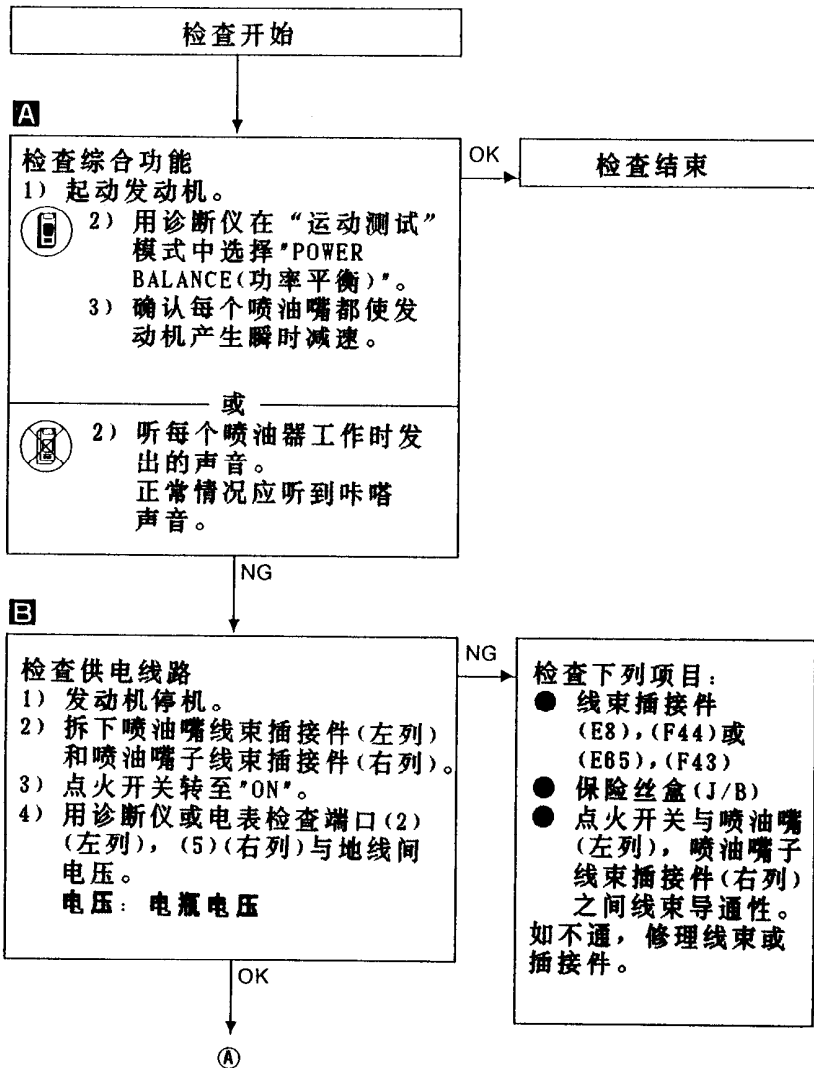 检查开始
A
检查综合功能
1) 起动发动机。
2) 用诊断仪在“运动测试”
模式中选择"POWER
BALANCE(功率平衡)"。
3) 确认每个喷油嘴都使发
动机产生瞬时减速。
或
2) 听每个喷油器工作时发
出的声音。
正常情况应听到咔嗒
声音。
OK
检查结束
NG
B
检查供电线路
1) 发动机停机。
2) 拆下喷油嘴线束插接件(左列)
和喷油嘴子线束插接件(右列)。
3) 点火开关转至"ON"。
4) 用诊断仪或电表检查端口(2)
(左列), (5)(右列)与地线间
电压。
电压: 电瓶电压
NG
检查下列项目:
● 线束插接件
(E8),(F44)或
(E65),(F43)
● 保险丝盒(J/B)
● 点火开关与喷油嘴
(左列), 喷油嘴子
线束插接件(右列)
之间线束导通性。
如不通, 修理线束或
插接件。
OK
Ⓐ